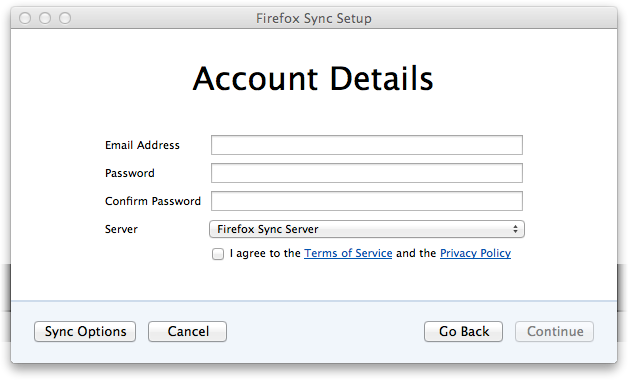 Firefox Sync Setup
Account Details
Email Address
Password
Confirm Password
Server Firefox Sync Server
I agree to the Terms of Service and the Privacy Policy
Sync Options Cancel Go Back Continue